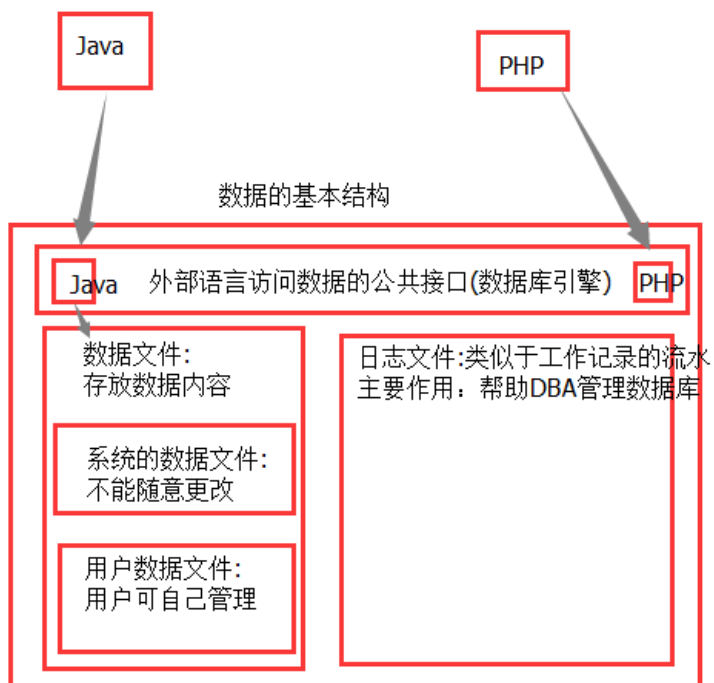 Java
PHP
数据的基本结构
Java 外部语言访问数据的公共接口(数据库引擎) PHP
数据文件:
存放数据内容
日志文件:类似于工作记录的流水
主要作用：帮助DBA管理数据库
系统的数据文件:
不能随意更改
用户数据文件:
用户可自己管理